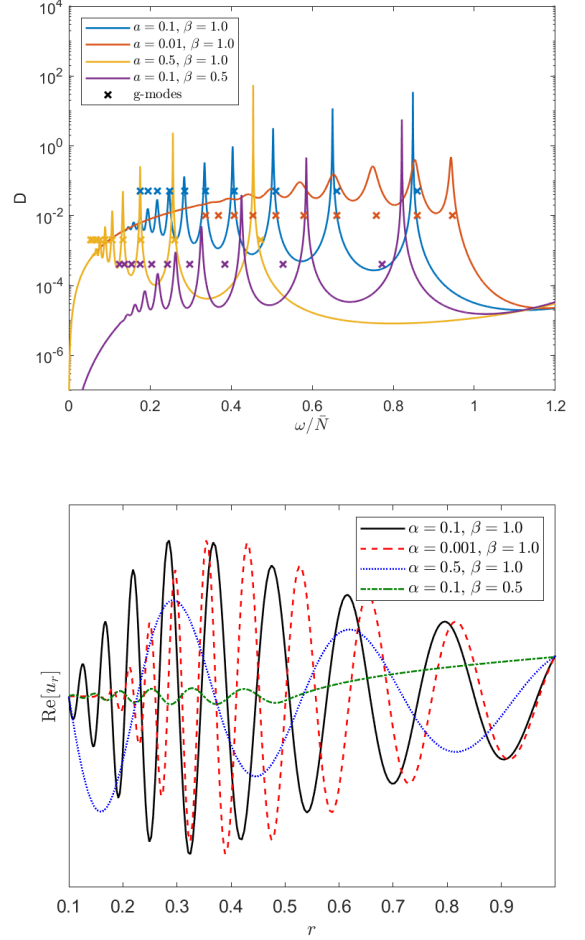 10^4
10^2
10^0
10^-2
10^-4
10^-6
D
a = 0.1, β = 1.0
a = 0.01, β = 1.0
a = 0.5, β = 1.0
a = 0.1, β = 0.5
g-modes
0 0.2 0.4 0.6 0.8 1 1.2
ω/N̄
Re[u_r]
α = 0.1, β = 1.0
α = 0.001, β = 1.0
α = 0.5, β = 1.0
α = 0.1, β = 0.5
0.1 0.2 0.3 0.4 0.5 0.6 0.7 0.8 0.9
r